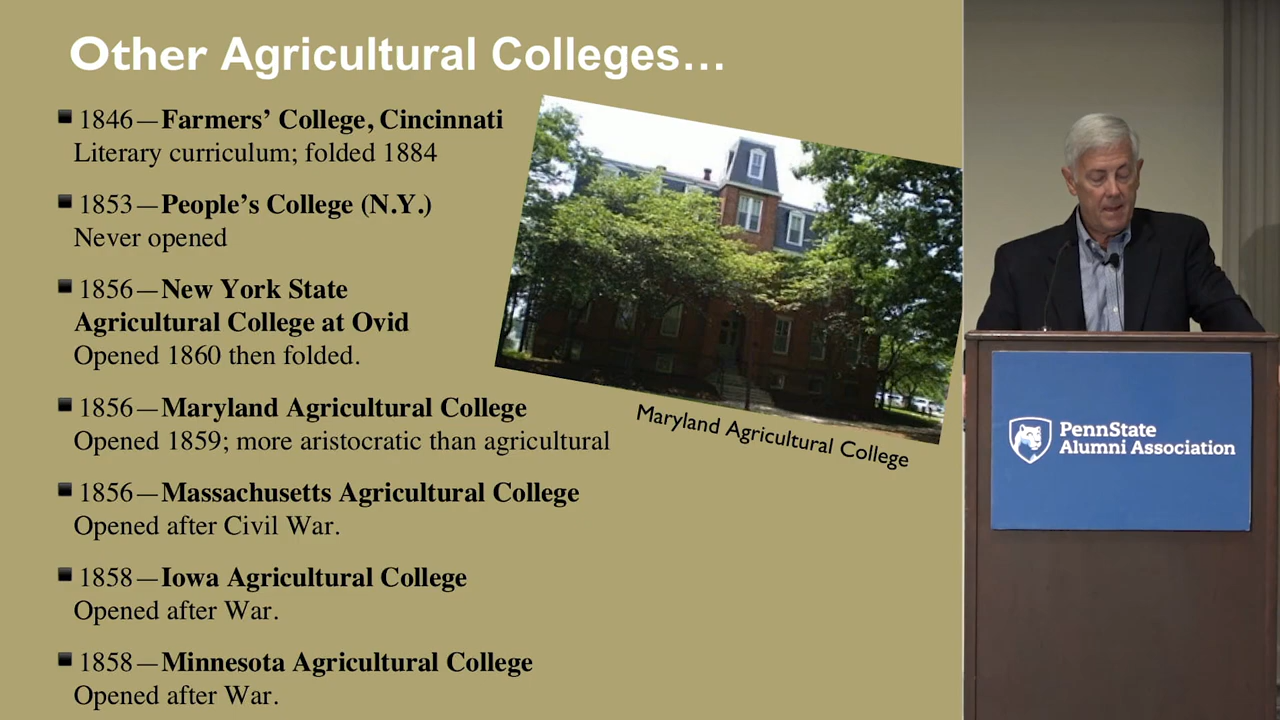 Other Agricultural Colleges…
1846—Farmers’ College, Cincinnati
Literary curriculum; folded 1884
1853—People’s College (N.Y.)
Never opened
1856—New York State
Agricultural College at Ovid
Opened 1860 then folded.
1856—Maryland Agricultural College
Opened 1859; more aristocratic than agricultural
1856—Massachusetts Agricultural College
Opened after Civil War.
1858—Iowa Agricultural College
Opened after War.
1858—Minnesota Agricultural College
Opened after War.
Maryland Agricultural College
PennState
Alumni Association